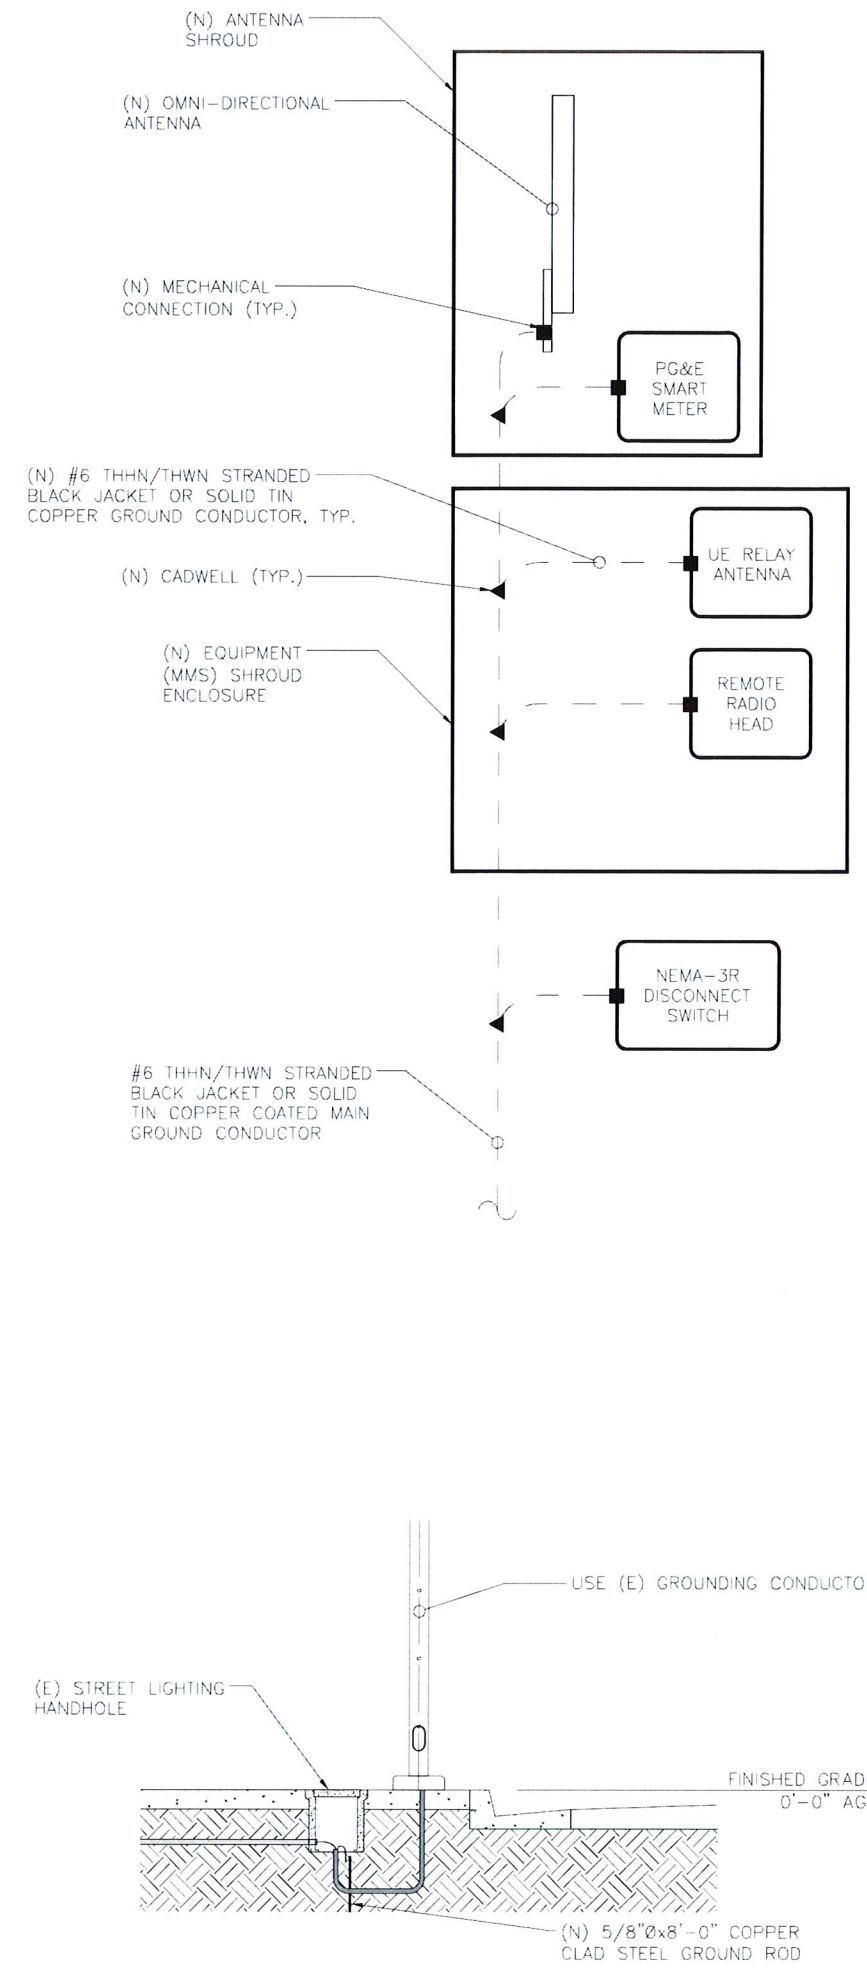 (N) ANTENNA
SHROUD
(N) OMNI-DIRECTIONAL
ANTENNA
(N) MECHANICAL
CONNECTION (TYP.)
PG&E
SMART
METER
(N) #6 THHN/THWN STRANDED
BLACK JACKET OR SOLID TIN
COPPER GROUND CONDUCTOR, TYP.
UE RELAY
ANTENNA
(N) CADWELL (TYP.)
(N) EQUIPMENT
(MMS) SHROUD
ENCLOSURE
REMOTE
RADIO
HEAD
NEMA-3R
DISCONNECT
SWITCH
#6 THHN/THWN STRANDED
BLACK JACKET OR SOLID
TIN COPPER COATED MAIN
GROUND CONDUCTOR
USE (E) GROUNDING CONDUCTO
(E) STREET LIGHTING
HANDHOLE
FINISHED GRAD
0'-0" AG
(N) 5/8"Øx8'-0" COPPER
CLAD STEEL GROUND ROD